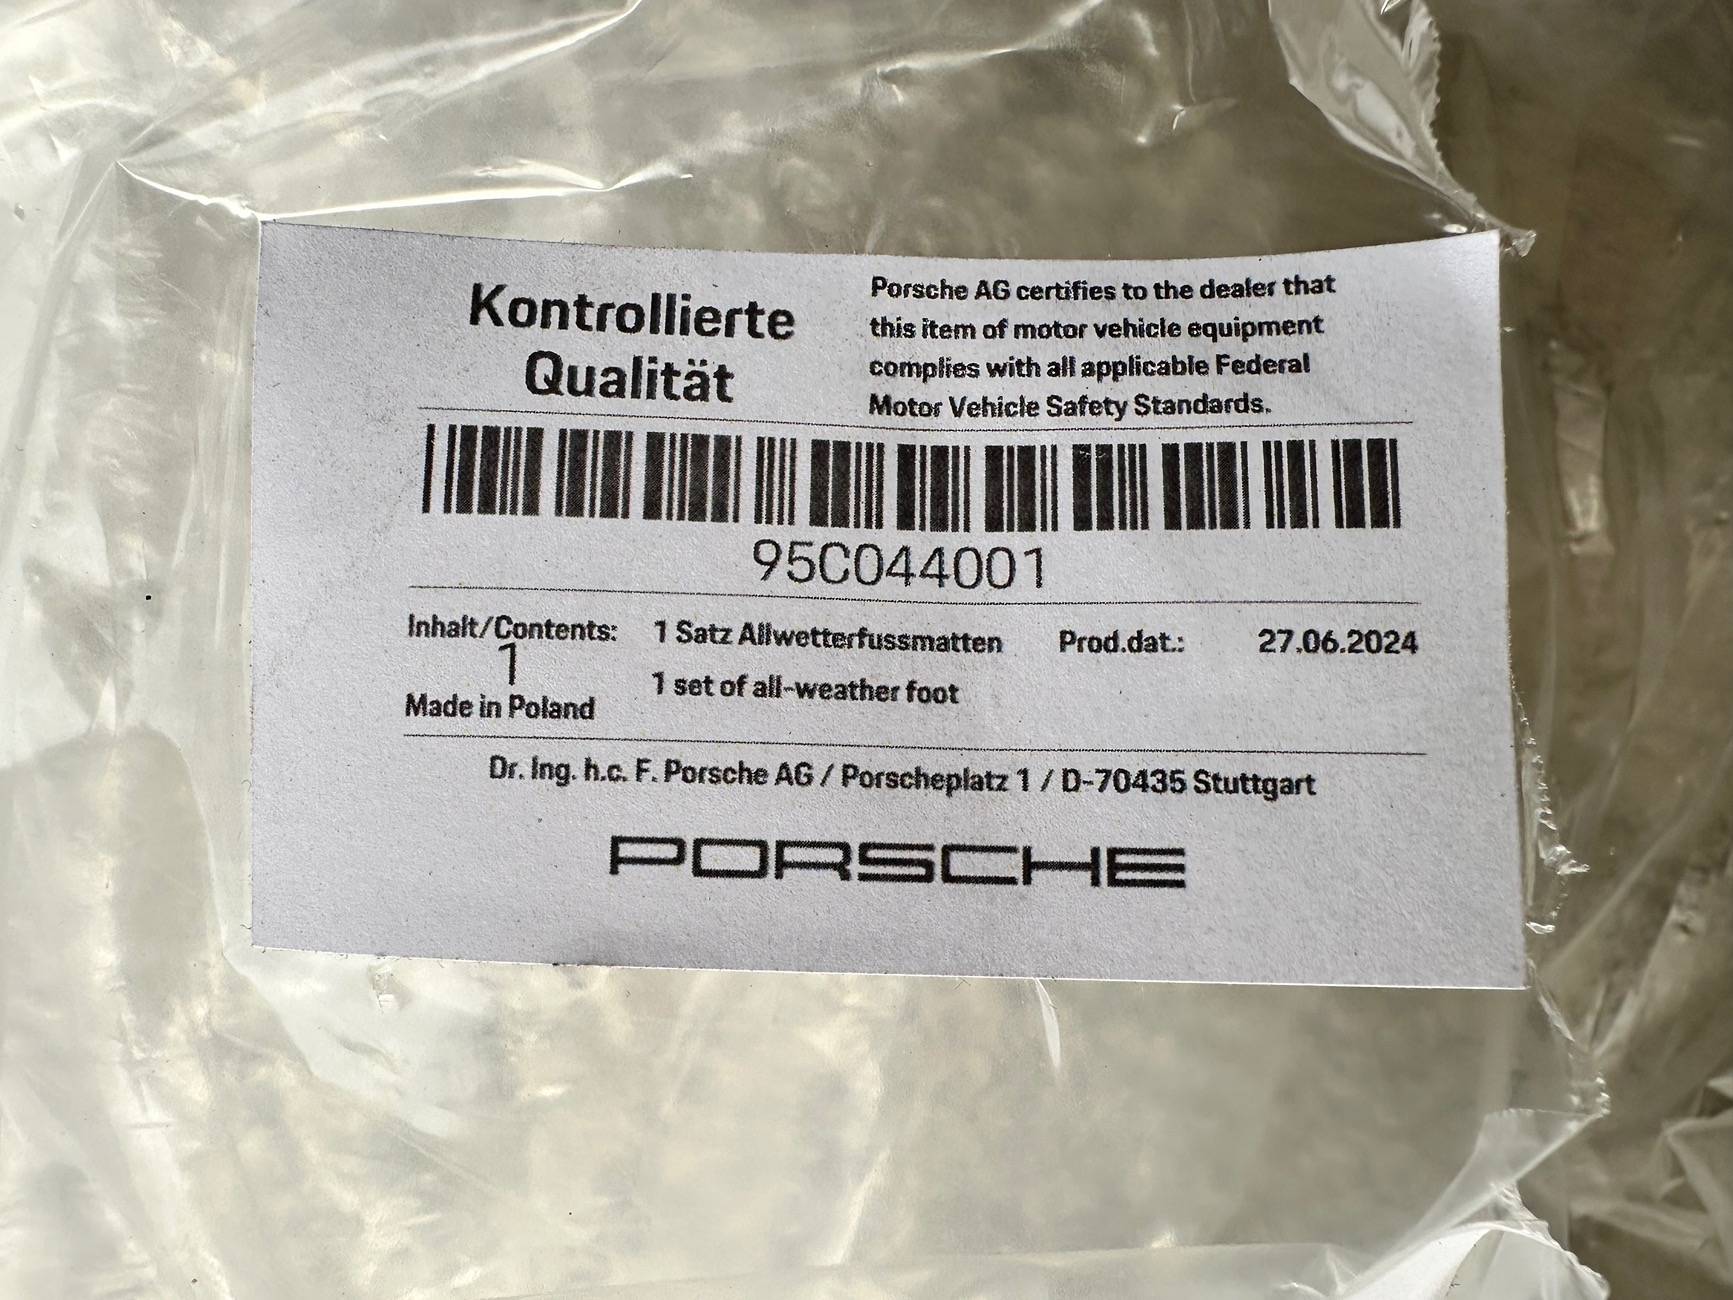 Kontrollierte
Qualität
Porsche AG certifies to the dealer that
this item of motor vehicle equipment
complies with all applicable Federal
Motor Vehicle Safety Standards.
95C044001
Inhalt/Contents: 1 Satz Allwetterfussmatten Prod.dat.: 27.06.2024
1
1 set of all-weather foot
Made in Poland
Dr. Ing. h.c. F. Porsche AG / Porscheplatz 1 / D-70435 Stuttgart
PORSCHE